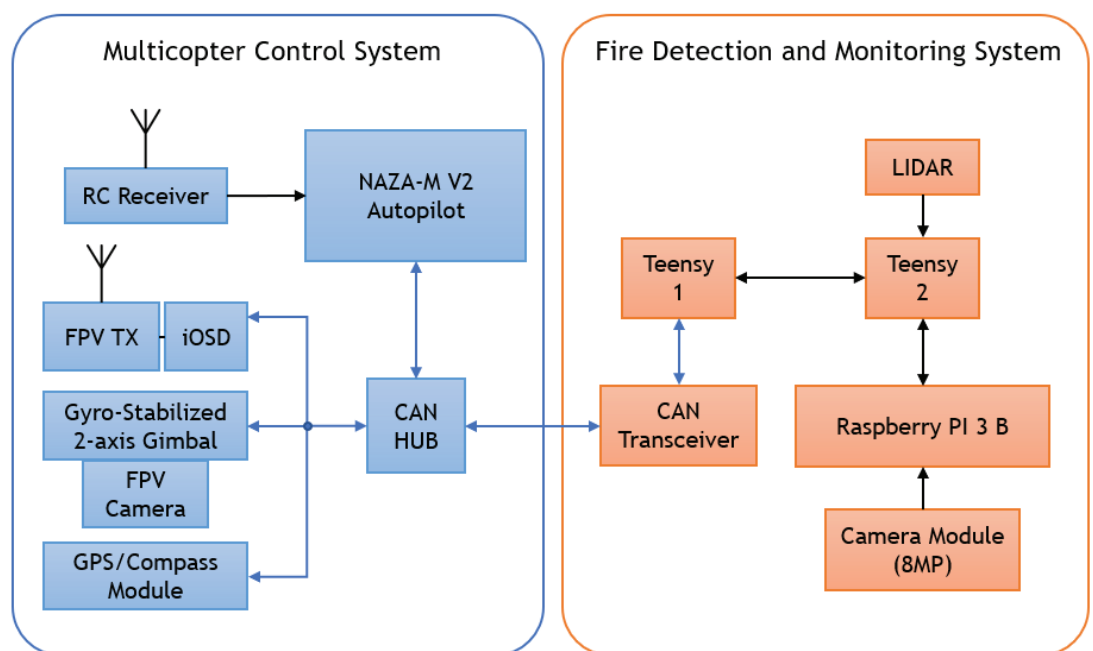 Multicopter Control System
RC Receiver
NAZA-M V2
Autopilot
FPV TX
iOSD
Gyro-Stabilized
2-axis Gimbal
FPV
Camera
GPS/Compass
Module
CAN
HUB
Fire Detection and Monitoring System
LIDAR
Teensy
1
Teensy
2
CAN
Transceiver
Raspberry PI 3 B
Camera Module
(8MP)